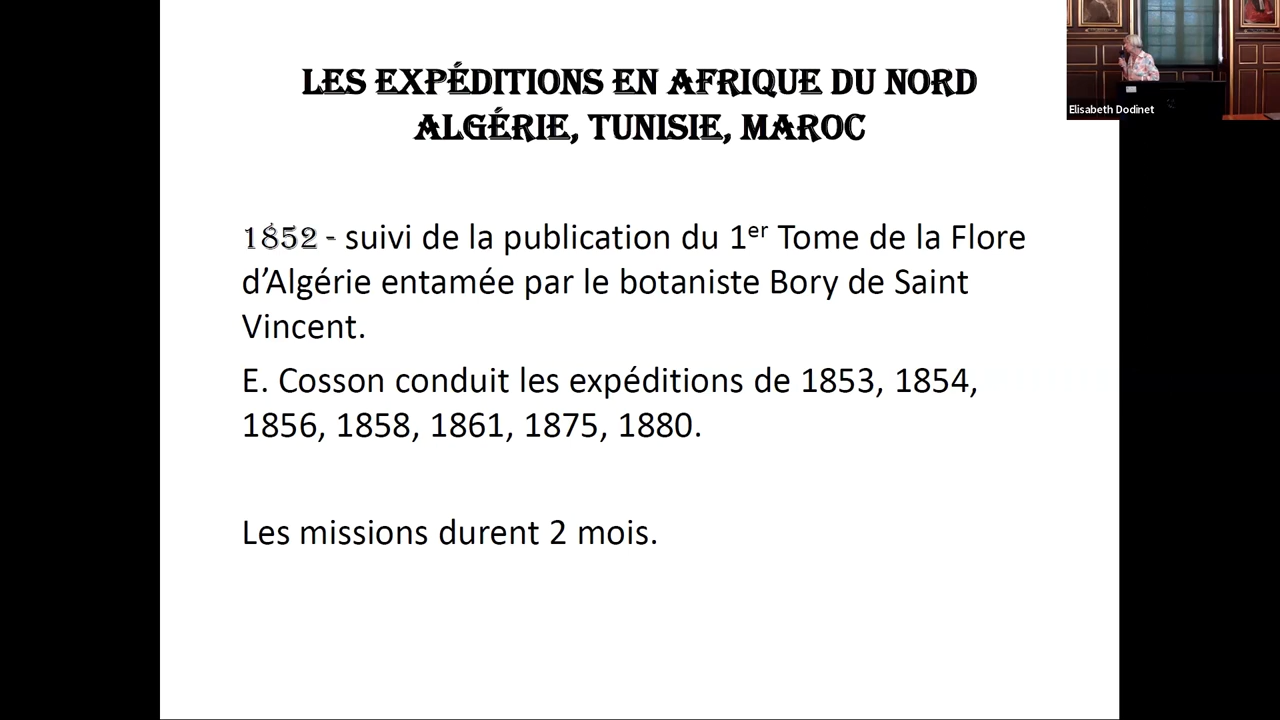 LES EXPÉDITIONS EN AFRIQUE DU NORD
ALGÉRIE, TUNISIE, MAROC
Elisabeth Dodinet
1852 - suivi de la publication du 1er Tome de la Flore
d’Algérie entamée par le botaniste Bory de Saint
Vincent.
E. Cosson conduit les expéditions de 1853, 1854,
1856, 1858, 1861, 1875, 1880.
Les missions durent 2 mois.